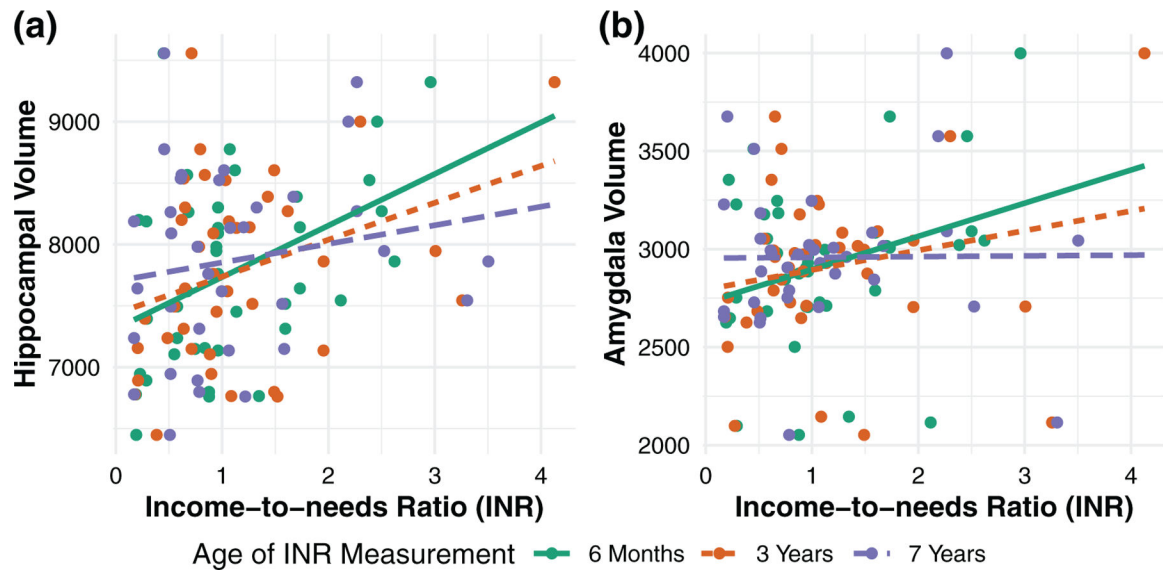 (a)
Hippocampal Volume
9000
8000
7000
0 1 2 3 4
Income−to−needs Ratio (INR)
(b)
Amygdala Volume
4000
3500
3000
2500
2000
0 1 2 3 4
Income−to−needs Ratio (INR)
Age of INR Measurement 6 Months 3 Years 7 Years